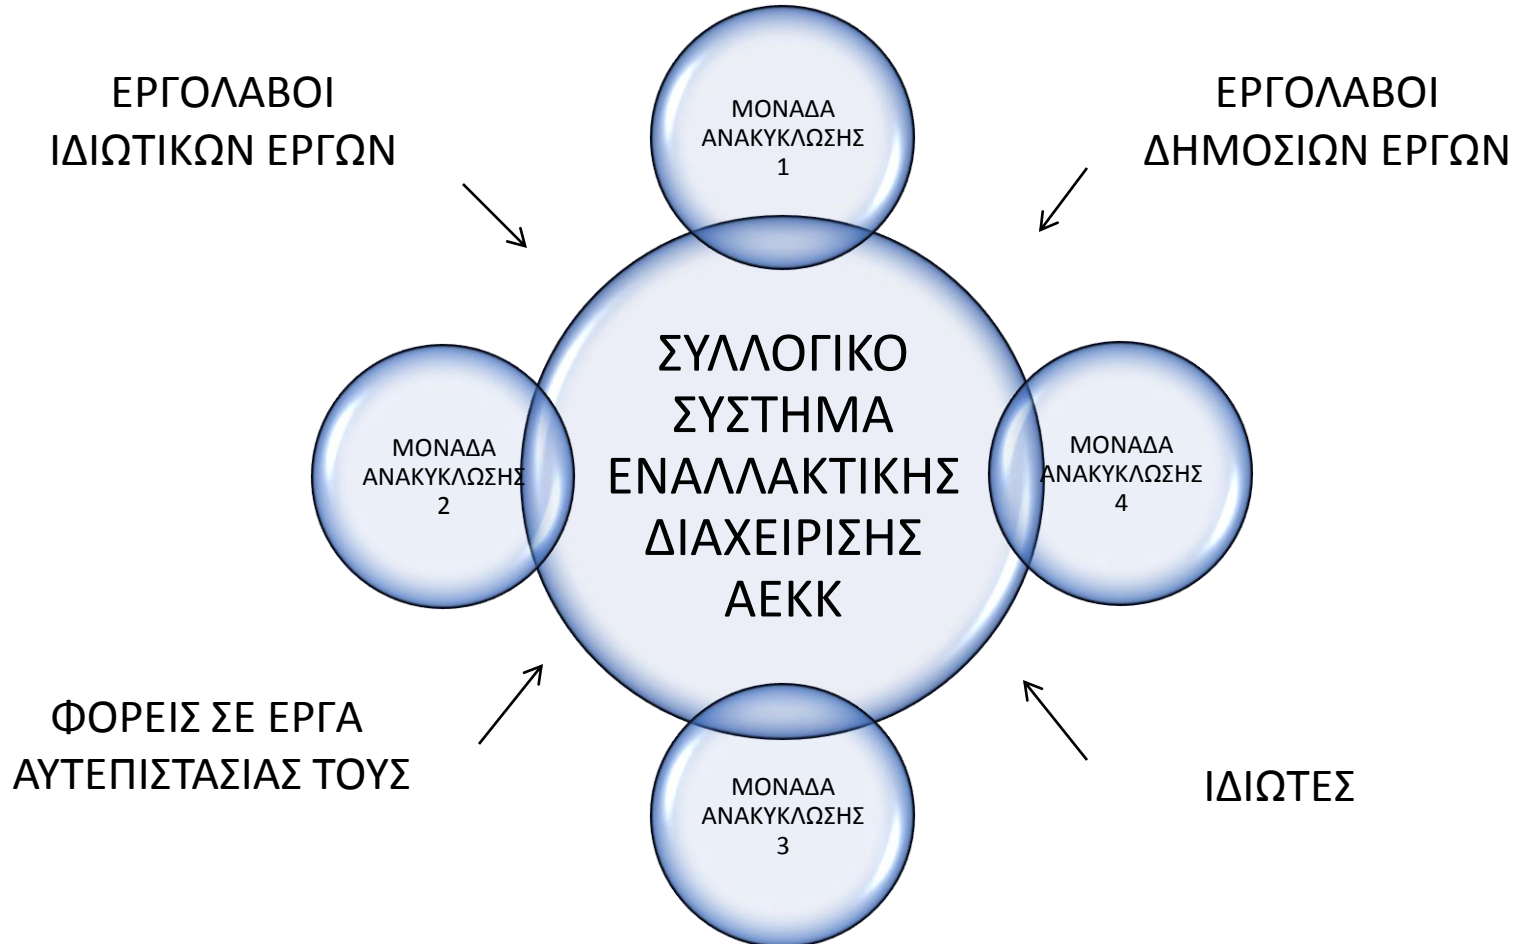 ΕΡΓΟΛΑΒΟΙ
ΙΔΙΩΤΙΚΩΝ ΕΡΓΩΝ
ΜΟΝΑΔΑ
ΑΝΑΚΥΚΛΩΣΗΣ
1
ΕΡΓΟΛΑΒΟΙ
ΔΗΜΟΣΙΩΝ ΕΡΓΩΝ
ΜΟΝΑΔΑ
ΑΝΑΚΥΚΛΩΣΗΣ
2
ΣΥΛΛΟΓΙΚΟ
ΣΥΣΤΗΜΑ
ΕΝΑΛΛΑΚΤΙΚΗΣ
ΔΙΑΧΕΙΡΙΣΗΣ
ΑΕΚΚ
ΜΟΝΑΔΑ
ΑΝΑΚΥΚΛΩΣΗΣ
4
ΦΟΡΕΙΣ ΣΕ ΕΡΓΑ
ΑΥΤΕΠΙΣΤΑΣΙΑΣ ΤΟΥΣ
ΜΟΝΑΔΑ
ΑΝΑΚΥΚΛΩΣΗΣ
3
ΙΔΙΩΤΕΣ